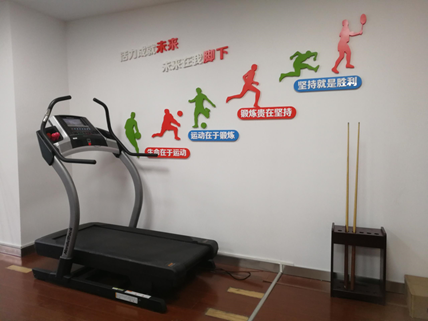 活力成就未来
未来在我脚下
生命在于运动
运动在于锻炼
锻炼贵在坚持
坚持就是胜利